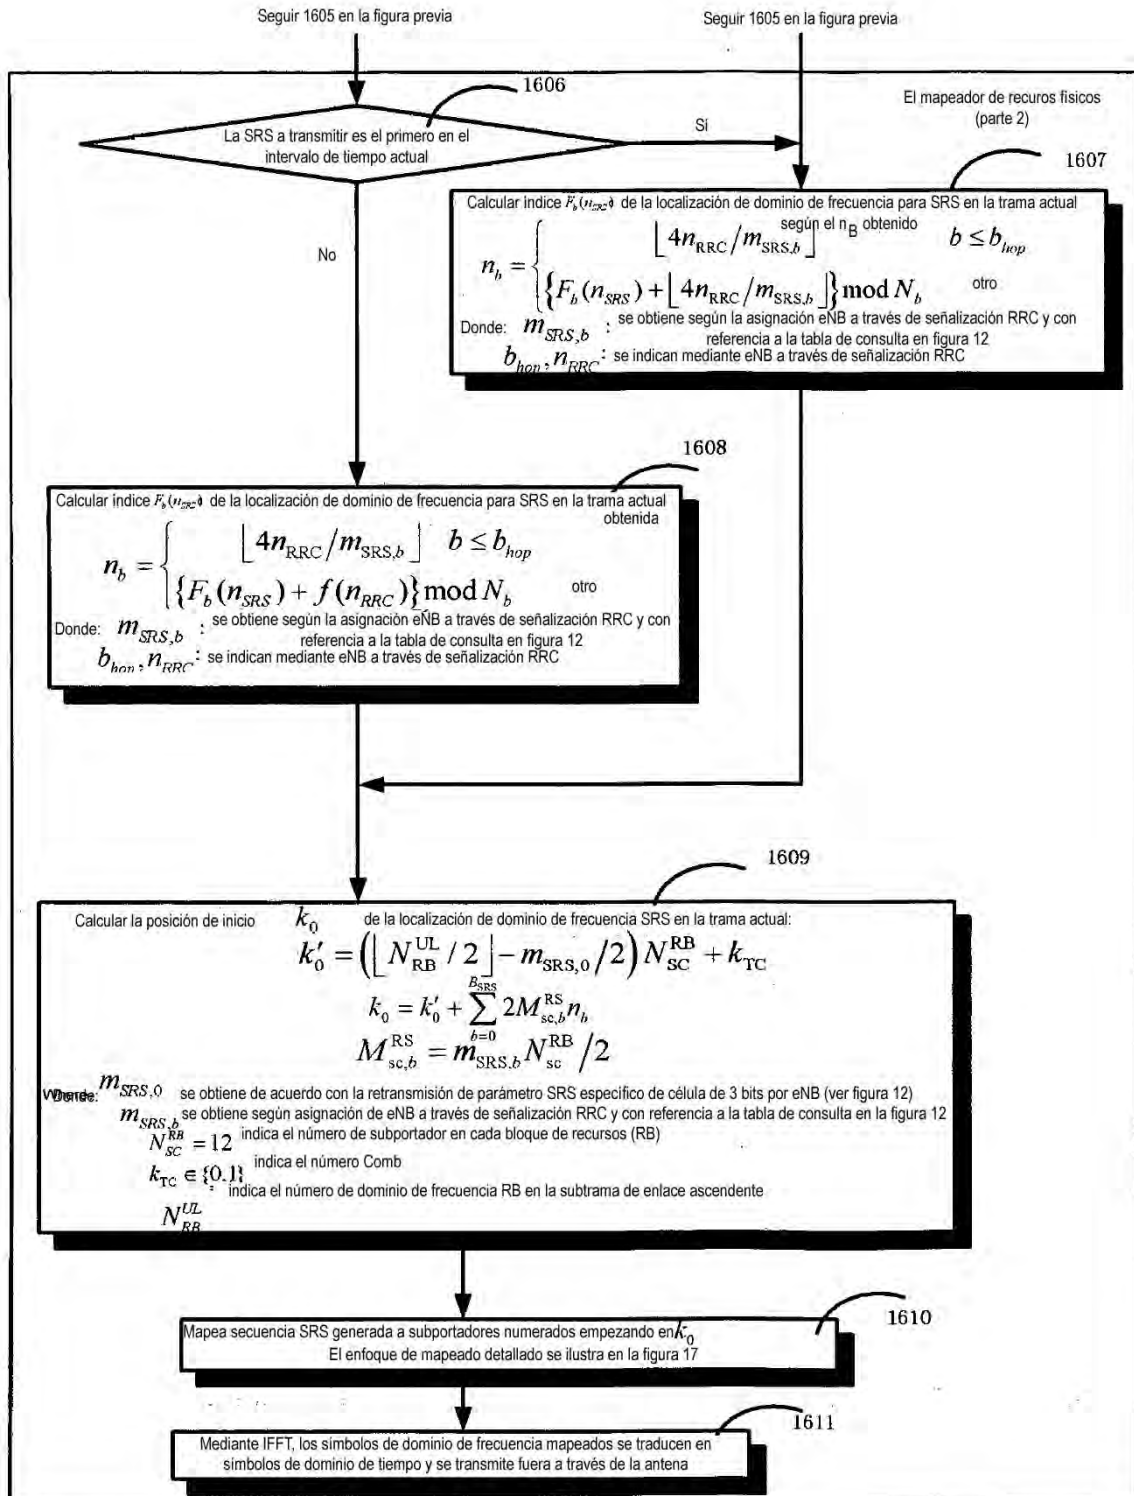 Seguir 1605 en la figura previa
Seguir 1605 en la figura previa
1606
El mapeador de recuros físicos
(parte 2)
La SRS a transmitir es el primero en el
intervalo de tiempo actual
Si
No
1607
Calcular índice F_b(n_SRS) de la localización de dominio de frecuencia para SRS en la trama actual
según el n_B obtenido
n_b = { ⌊4n_RRC/m_SRS,b⌋ b ≤ b_hop
{F_b(n_SRS) + ⌊4n_RRC/m_SRS,b⌋} mod N_b otro
Donde: m_SRS,b : se obtiene según la asignación eNB a través de señalización RRC y con
referencia a la tabla de consulta en figura 12
b_hop, n_RRC: se indican mediante eNB a través de señalización RRC
1608
Calcular índice F_b(n_SRS) de la localización de dominio de frecuencia para SRS en la trama actual
obtenida
n_b = { ⌊4n_RRC/m_SRS,b⌋ b ≤ b_hop
{F_b(n_SRS) + f(n_RRC)} mod N_b otro
Donde: m_SRS,b : se obtiene según la asignación eNB a través de señalización RRC y con
referencia a la tabla de consulta en figura 12
b_hop, n_RRC: se indican mediante eNB a través de señalización RRC
1609
Calcular la posición de inicio k_0 de la localización de dominio de frecuencia SRS en la trama actual:
k'_0 = (⌊N_RB^UL / 2⌋ - m_SRS,0/2) N_SC^RB + k_TC
k_0 = k'_0 + ∑_{b=0}^{B_SRS} 2M_sc,b^RS n_b
M_sc,b^RS = m_SRS,b N_sc^RB /2
Donde: m_SRS,0 se obtiene de acuerdo con la retransmisión de parámetro SRS específico de célula de 3 bits por eNB (ver figura 12)
m_SRS,b se obtiene según asignación de eNB a través de señalización RRC y con referencia a la tabla de consulta en la figura 12
N_SC^RB = 12 indica el número de subportador en cada bloque de recursos (RB)
k_TC ∈ {0,1} indica el número Comb
indica el número de dominio de frecuencia RB en la subtrama de enlace ascendente
N_RB^UL
1610
Mapea secuencia SRS generada a subportadores numerados empezando en k_0
El enfoque de mapeado detallado se ilustra en la figura 17
1611
Mediante IFFT, los símbolos de dominio de frecuencia mapeados se traducen en
símbolos de dominio de tiempo y se transmite fuera a través de la antena